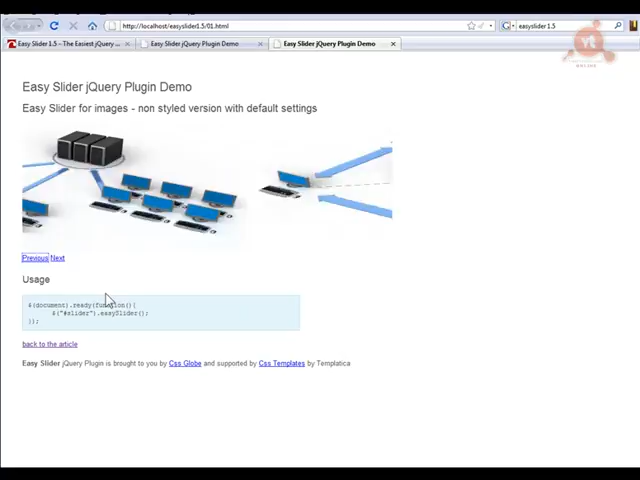 http://localhost/easyslider1.5/01.html
easyslider 1.5
Easy Slider 1.5 - The Easiest jQuery ...
Easy Slider jQuery Plugin Demo
Easy Slider jQuery Plugin Demo
Easy Slider jQuery Plugin Demo
Easy Slider for images - non styled version with default settings
Previous Next
Usage
$(document).ready(function(){
$("#slider").easySlider();
});
back to the article
Easy Slider jQuery Plugin is brought to you by Css Globe and supported by Css Templates by Templatica